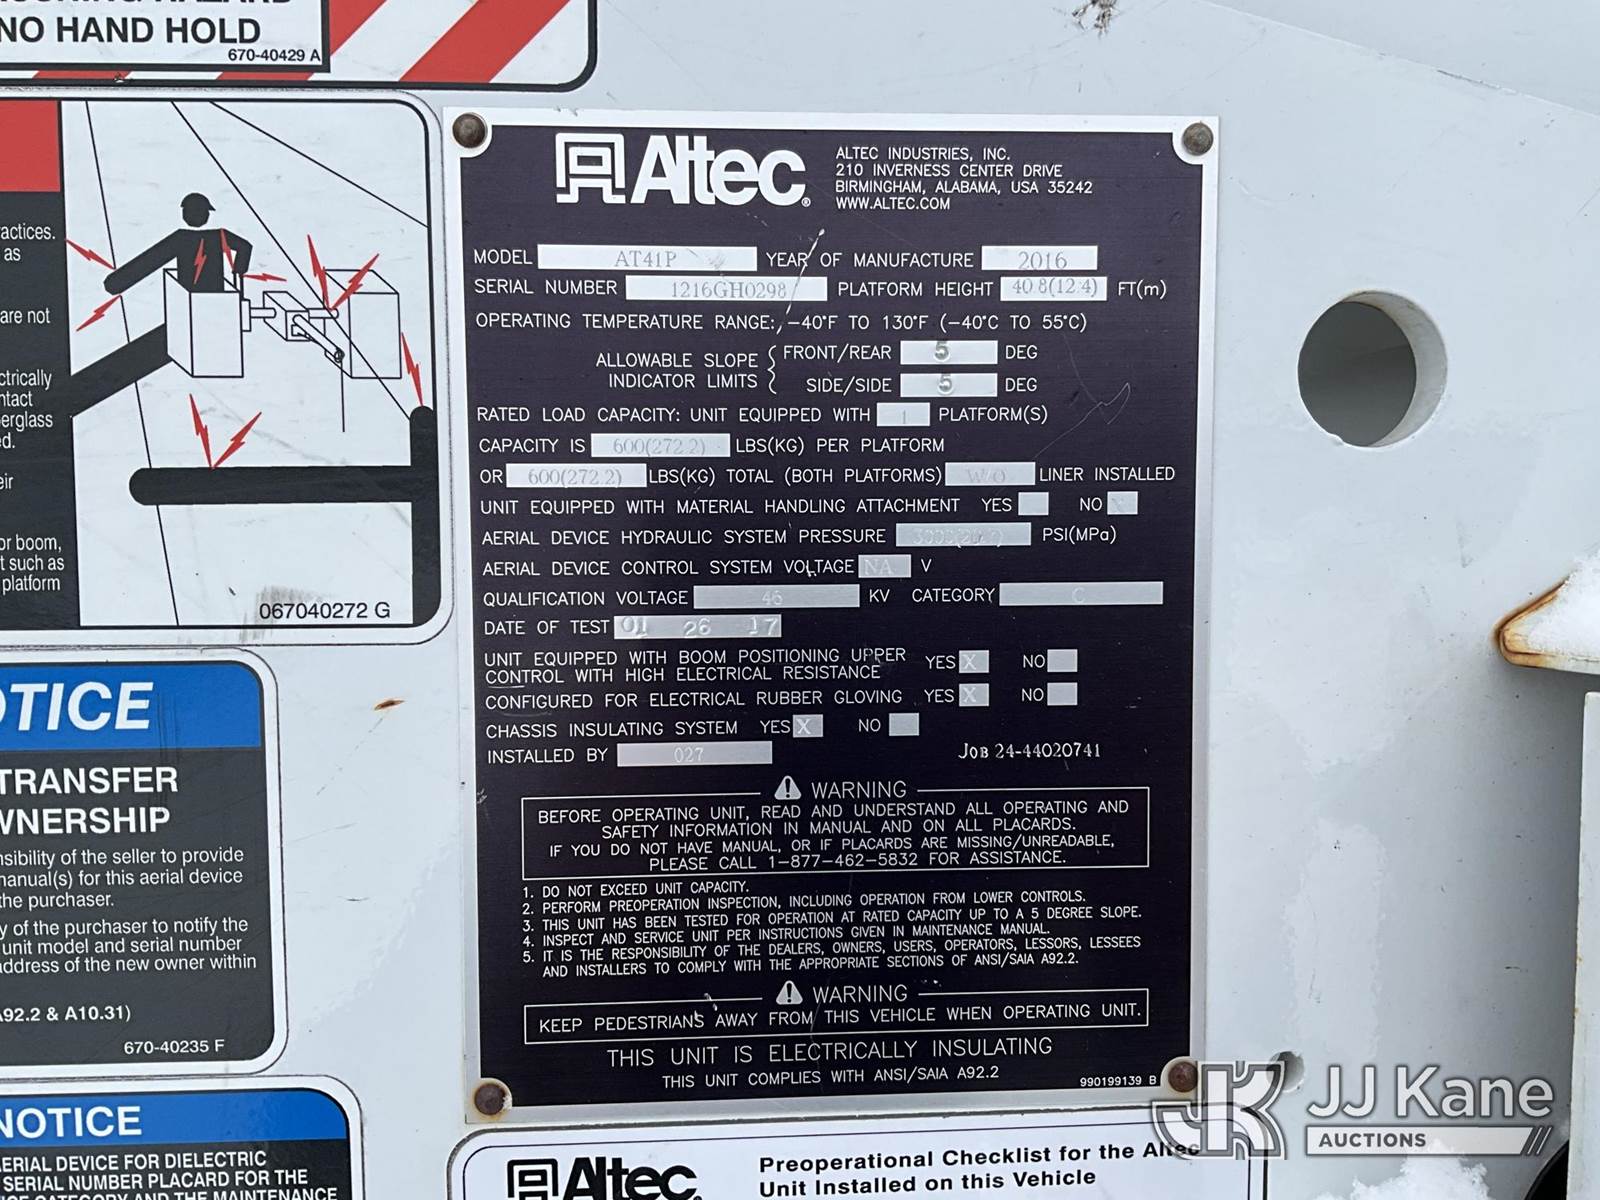 NO HAND HOLD
670-40429 A
actices.
as
are not
ctrically
ntact
erglass
ed.
eir
or boom,
t such as
platform
067040272 G
OTICE
TRANSFER
WNERSHIP
nsibility of the seller to provide
manual(s) for this aerial device
the purchaser.
y of the purchaser to notify the
unit model and serial number
address of the new owner within
A92.2 & A10.31)
670-40235 F
NOTICE
ERIAL DEVICE FOR DIELECTRIC
SERIAL NUMBER PLACARD FOR THE
CE CATEGORY AND THE MAINTENANCE
Altec
ALTEC INDUSTRIES, INC.
210 INVERNESS CENTER DRIVE
BIRMINGHAM, ALABAMA, USA 35242
WWW.ALTEC.COM
MODEL AT41P YEAR OF MANUFACTURE 2016
SERIAL NUMBER 1216GH0298 PLATFORM HEIGHT 40.8(12.4) FT(m)
OPERATING TEMPERATURE RANGE: -40°F TO 130°F (-40°C TO 55°C)
ALLOWABLE SLOPE INDICATOR LIMITS
FRONT/REAR 5 DEG
SIDE/SIDE 5 DEG
RATED LOAD CAPACITY: UNIT EQUIPPED WITH 1 PLATFORM(S)
CAPACITY IS 600(272.2) LBS(KG) PER PLATFORM
OR 600(272.2) LBS(KG) TOTAL (BOTH PLATFORMS) W/O LINER INSTALLED
UNIT EQUIPPED WITH MATERIAL HANDLING ATTACHMENT YES NO
AERIAL DEVICE HYDRAULIC SYSTEM PRESSURE PSI(MPa)
AERIAL DEVICE CONTROL SYSTEM VOLTAGE NA V
QUALIFICATION VOLTAGE 46 KV CATEGORY C
DATE OF TEST 01 26 17
UNIT EQUIPPED WITH BOOM POSITIONING UPPER
CONTROL WITH HIGH ELECTRICAL RESISTANCE YES X NO
CONFIGURED FOR ELECTRICAL RUBBER GLOVING YES X NO
CHASSIS INSULATING SYSTEM YES X NO
INSTALLED BY 027 JOB 24-44020741
WARNING
BEFORE OPERATING UNIT, READ AND UNDERSTAND ALL OPERATING AND
SAFETY INFORMATION IN MANUAL AND ON ALL PLACARDS.
IF YOU DO NOT HAVE MANUAL, OR IF PLACARDS ARE MISSING/UNREADABLE,
PLEASE CALL 1-877-462-5832 FOR ASSISTANCE.
1. DO NOT EXCEED UNIT CAPACITY.
2. PERFORM PREOPERATION INSPECTION, INCLUDING OPERATION FROM LOWER CONTROLS.
3. THIS UNIT HAS BEEN TESTED FOR OPERATION AT RATED CAPACITY UP TO A 5 DEGREE SLOPE.
4. INSPECT AND SERVICE UNIT PER INSTRUCTIONS GIVEN IN MAINTENANCE MANUAL.
5. IT IS THE RESPONSIBILITY OF THE DEALERS, OWNERS, USERS, OPERATORS, LESSORS, LESSEES
AND INSTALLERS TO COMPLY WITH THE APPROPRIATE SECTIONS OF ANSI/SAIA A92.2.
WARNING
KEEP PEDESTRIANS AWAY FROM THIS VEHICLE WHEN OPERATING UNIT.
THIS UNIT IS ELECTRICALLY INSULATING
THIS UNIT COMPLIES WITH ANSI/SAIA A92.2
990199139 B
Altec
Preoperational Checklist for the Altec
Unit Installed on this Vehicle
JJ Kane
AUCTIONS